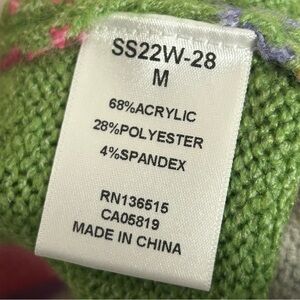 SS22W-28
M
68%ACRYLIC
28%POLYESTER
4%SPANDEX
RN136515
CA05819
MADE IN CHINA